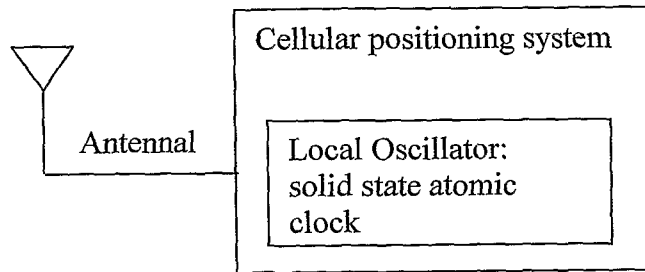 Cellular positioning system
Antennal
Local Oscillator:
solid state atomic
clock